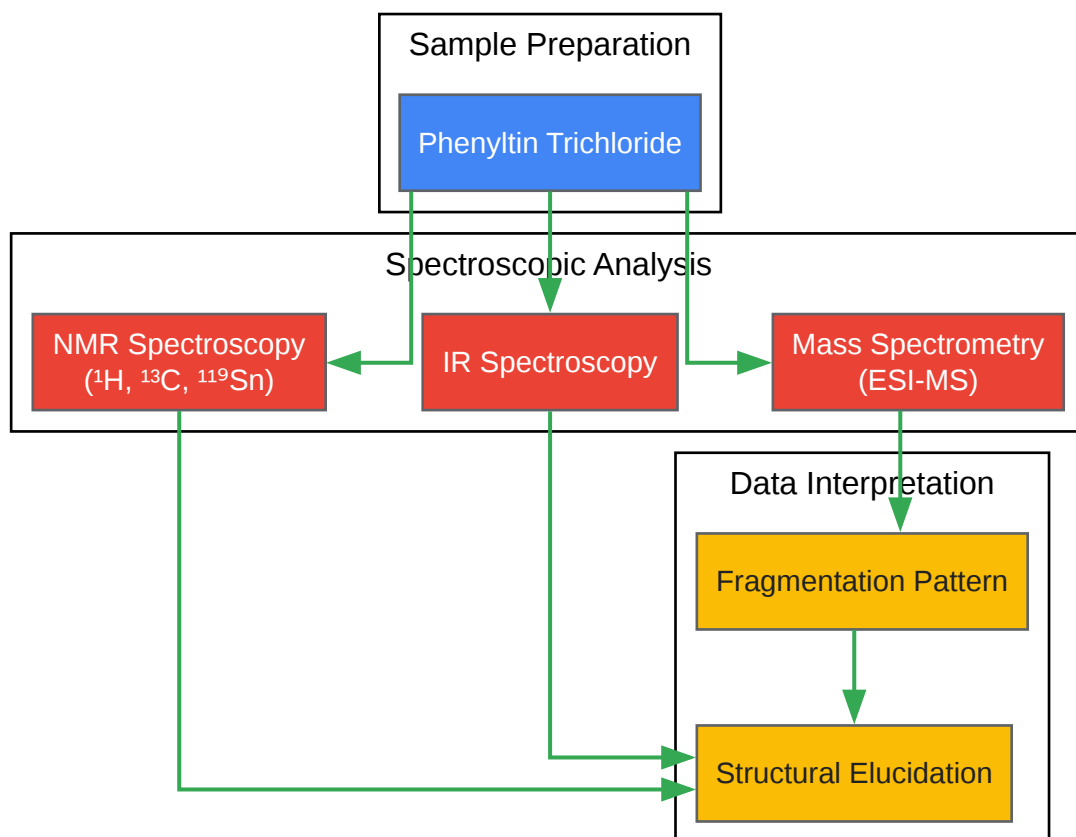 Sample Preparation
Phenyltin Trichloride
Spectroscopic Analysis
NMR Spectroscopy
(¹H, ¹³C, ¹¹⁹Sn)
IR Spectroscopy
Mass Spectrometry
(ESI-MS)
Data Interpretation
Fragmentation Pattern
Structural Elucidation